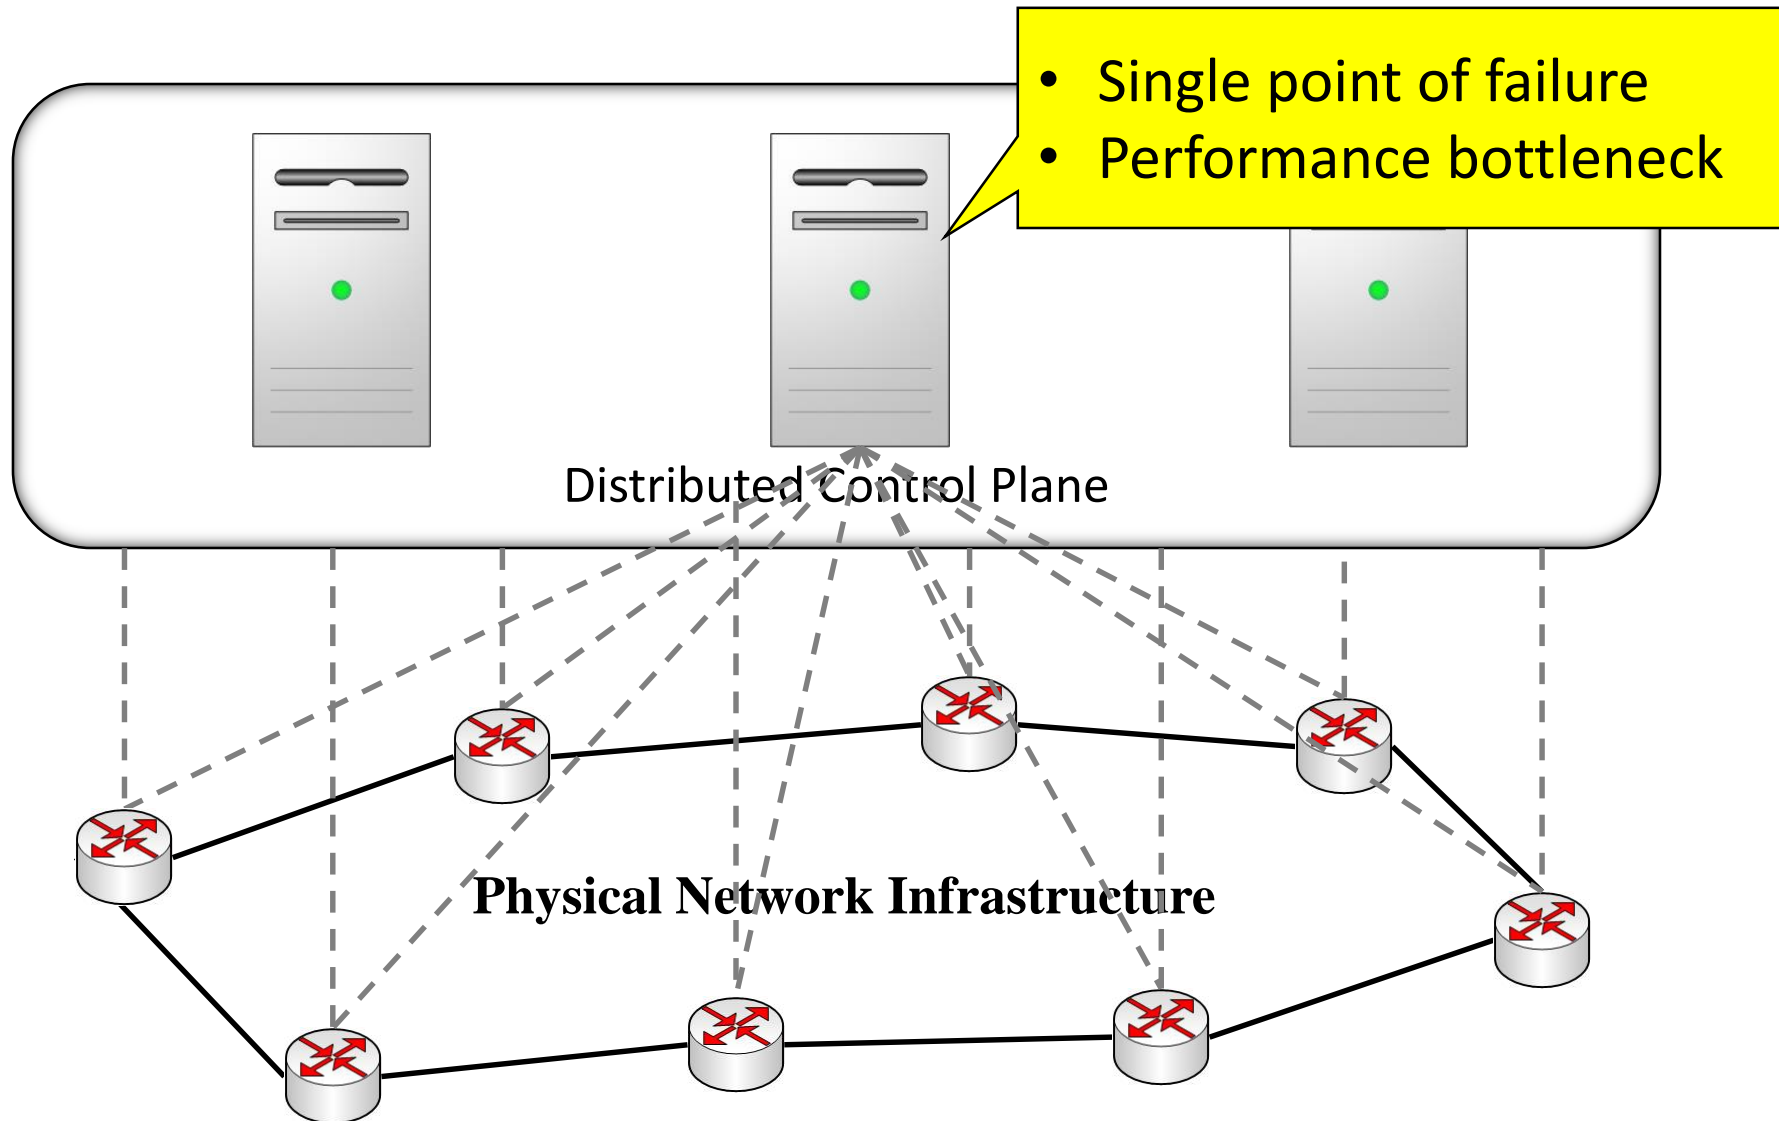 • Single point of failure
• Performance bottleneck
Distributed Control Plane
Physical Network Infrastructure